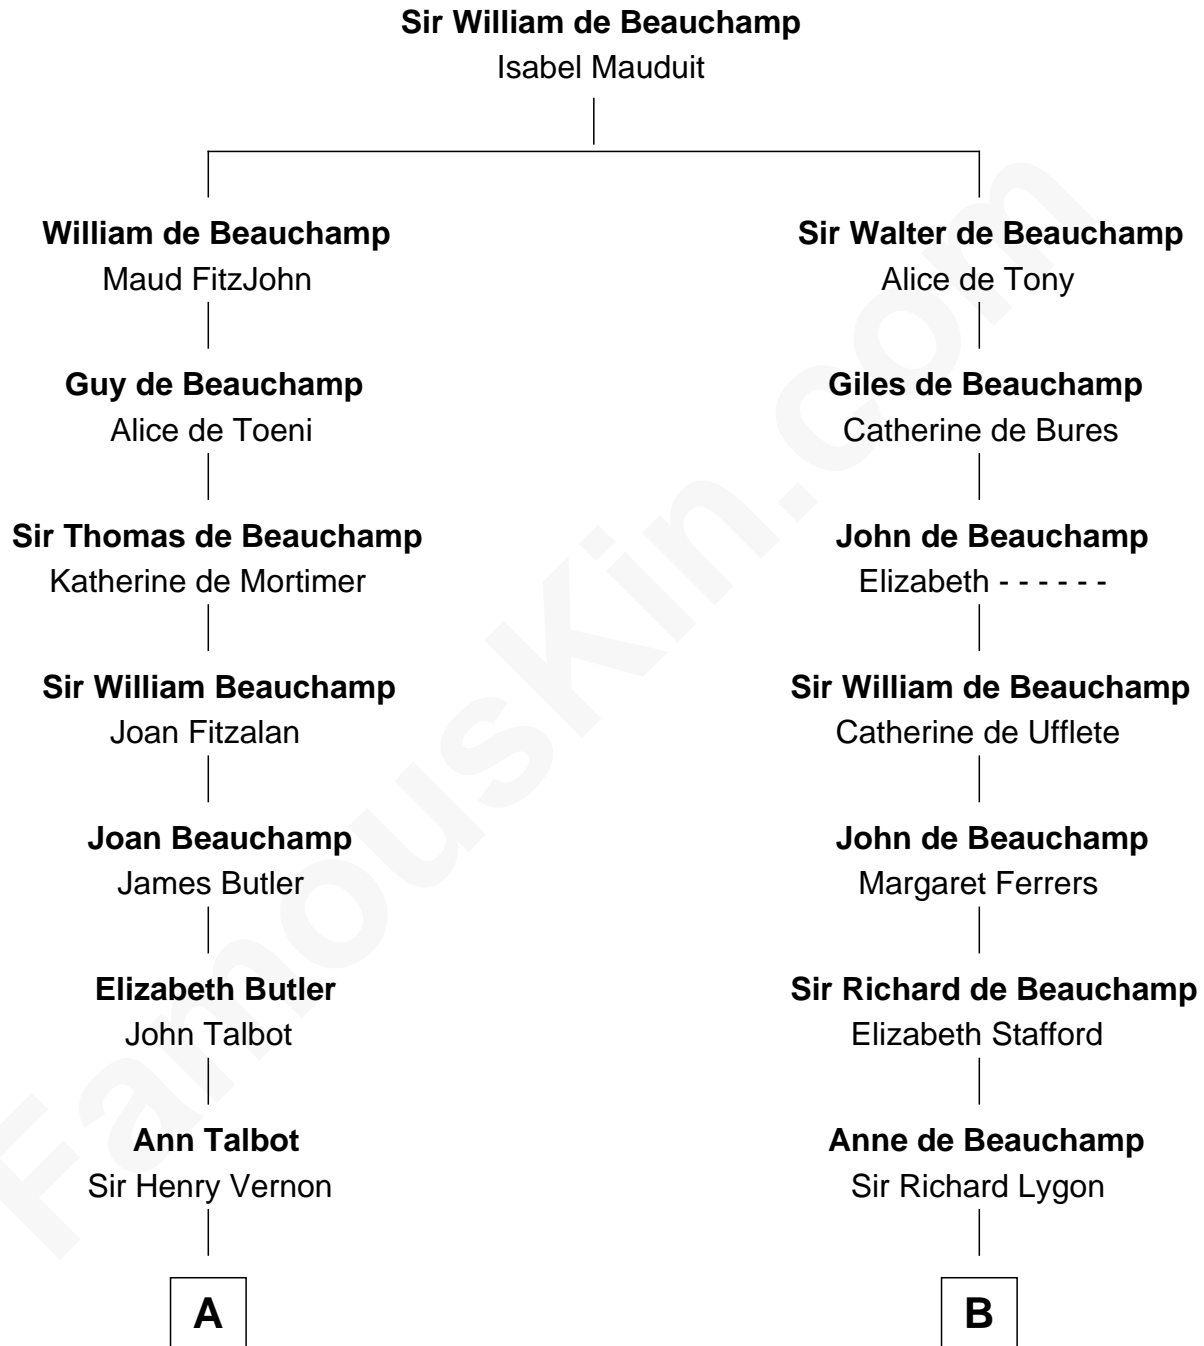 Sir William de Beauchamp
Isabel Mauduit
William de Beauchamp
Maud FitzJohn
Guy de Beauchamp
Alice de Toeni
Sir Thomas de Beauchamp
Katherine de Mortimer
Sir William Beauchamp
Joan Fitzalan
Joan Beauchamp
James Butler
Elizabeth Butler
John Talbot
Ann Talbot
Sir Henry Vernon
A
Sir Walter de Beauchamp
Alice de Tony
Giles de Beauchamp
Catherine de Bures
John de Beauchamp
Elizabeth - - - - - -
Sir William de Beauchamp
Catherine de Ufflete
John de Beauchamp
Margaret Ferrers
Sir Richard de Beauchamp
Elizabeth Stafford
Anne de Beauchamp
Sir Richard Lygon
B
FamousKin.com